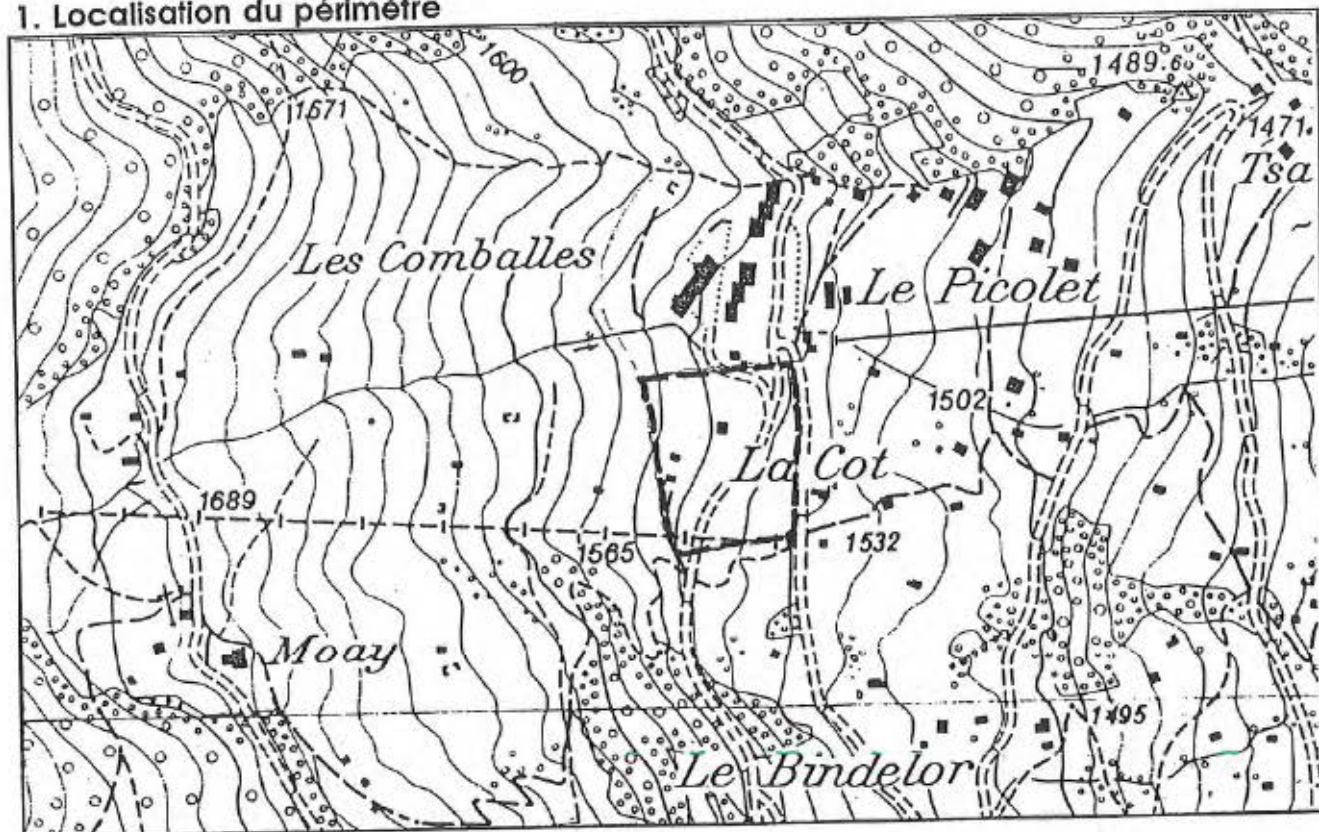 1. Localisation du périmètre
1600
1489.6
1671
1471
Tsa
Les Comballes
Le Picolet
1502
La Cot
1689
1565
1532
Moay
1495
Le Bindelor